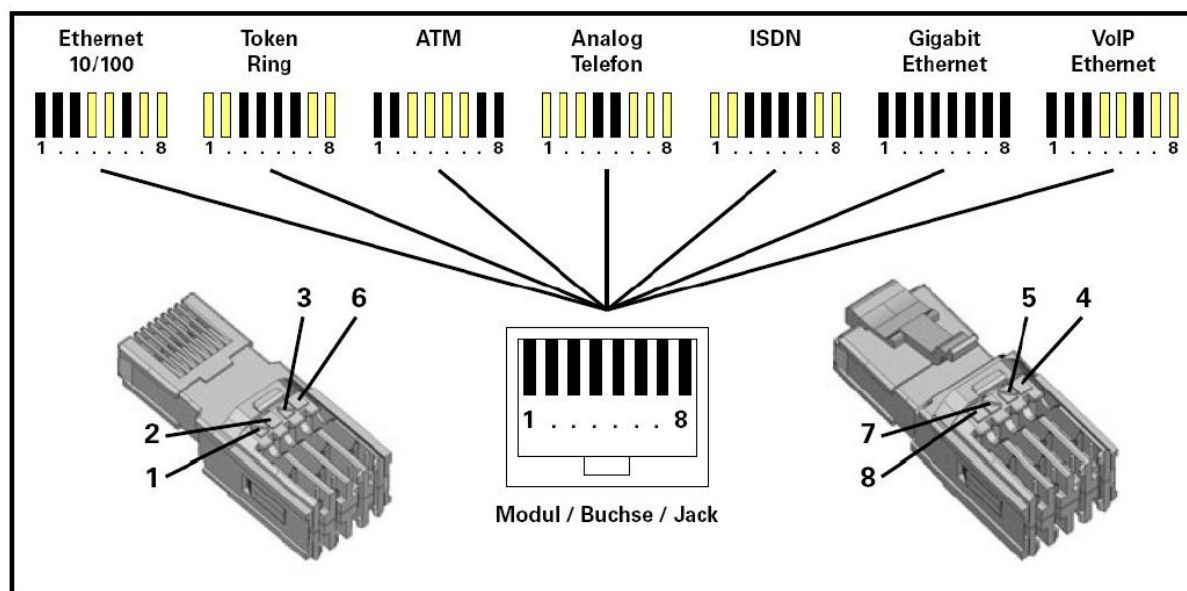 Ethernet
10/100
Token
Ring
ATM
Analog
Telefon
ISDN
Gigabit
Ethernet
VoIP
Ethernet
1 . . . . . . 8
1 . . . . . . 8
1 . . . . . . 8
1 . . . . . . 8
1 . . . . . . 8
1 . . . . . . 8
1 . . . . . . 8
3 6
2
1
1 . . . . . . 8
Modul / Buchse / Jack
5 4
7
8